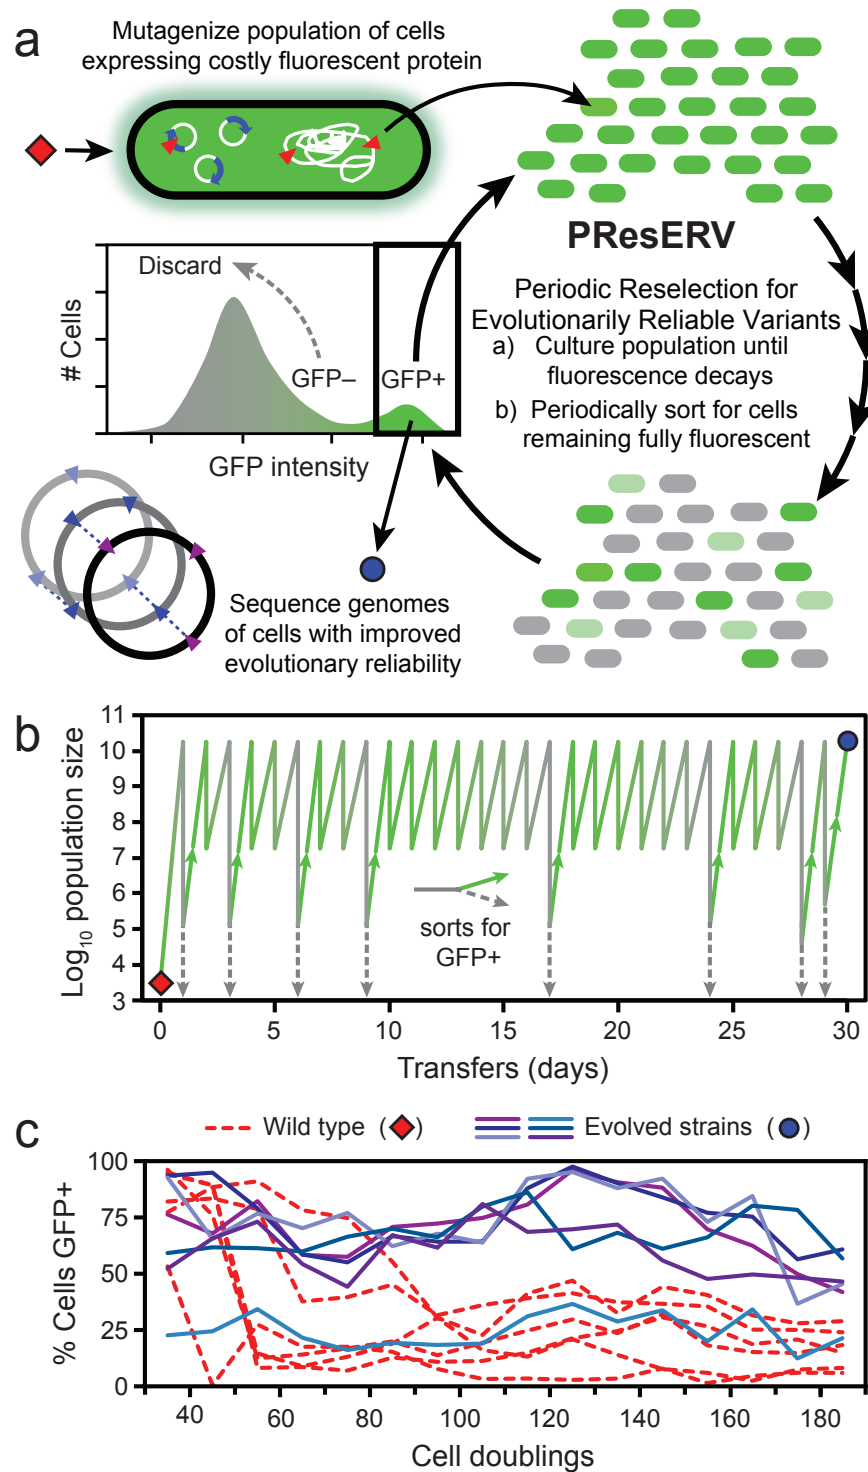 a
Mutagenize population of cells
expressing costly fluorescent protein
PResERV
Periodic Reselection for
Evolutionarily Reliable Variants
a) Culture population until
fluorescence decays
b) Periodically sort for cells
remaining fully fluorescent
Discard
GFP–
GFP+
# Cells
GFP intensity
Sequence genomes
of cells with improved
evolutionary reliability
b
Log10 population size
11
10
9
8
7
6
5
4
3
sorts for
GFP+
0
5
10
15
20
25
30
Transfers (days)
c
Wild type ( )
Evolved strains ( )
% Cells GFP+
100
75
50
25
0
40
60
80
100
120
140
160
180
Cell doublings